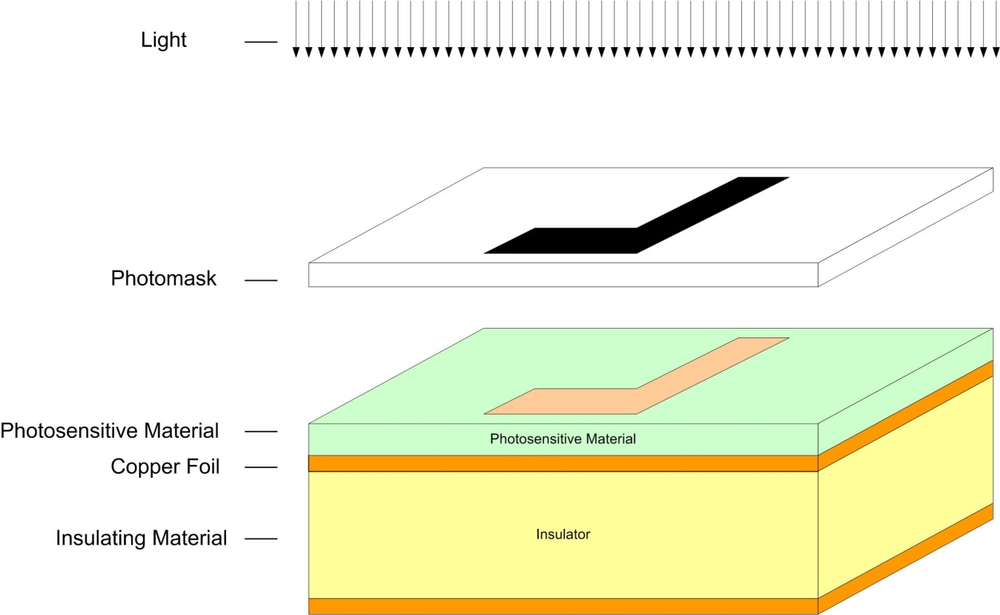 Light
Photomask
Photosensitive Material
Photosensitive Material
Copper Foil
Insulating Material
Insulator